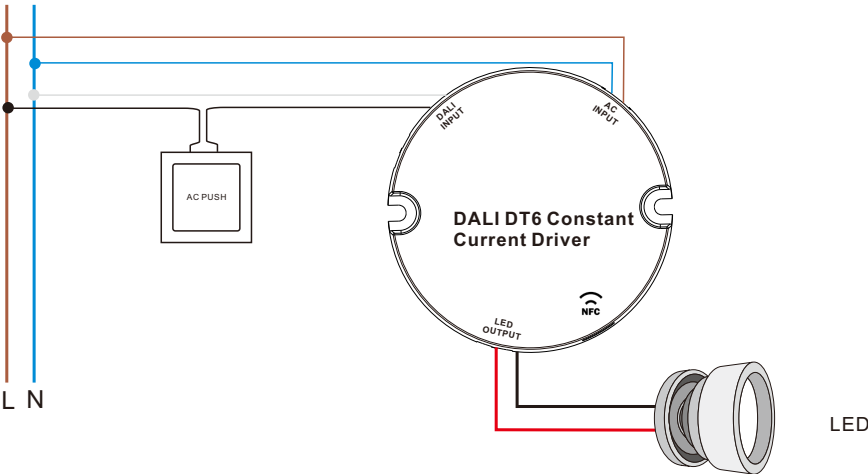 DALI
INPUT
AC
INPUT
AC PUSH
DALI DT6 Constant
Current Driver
NFC
LED
OUTPUT
L N
LED